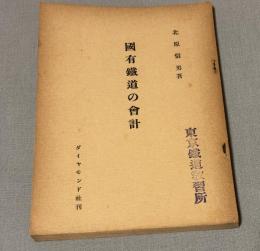 北原信男著
國有鐵道の會計
ダイヤモンド社刊
東京鐵道教習所